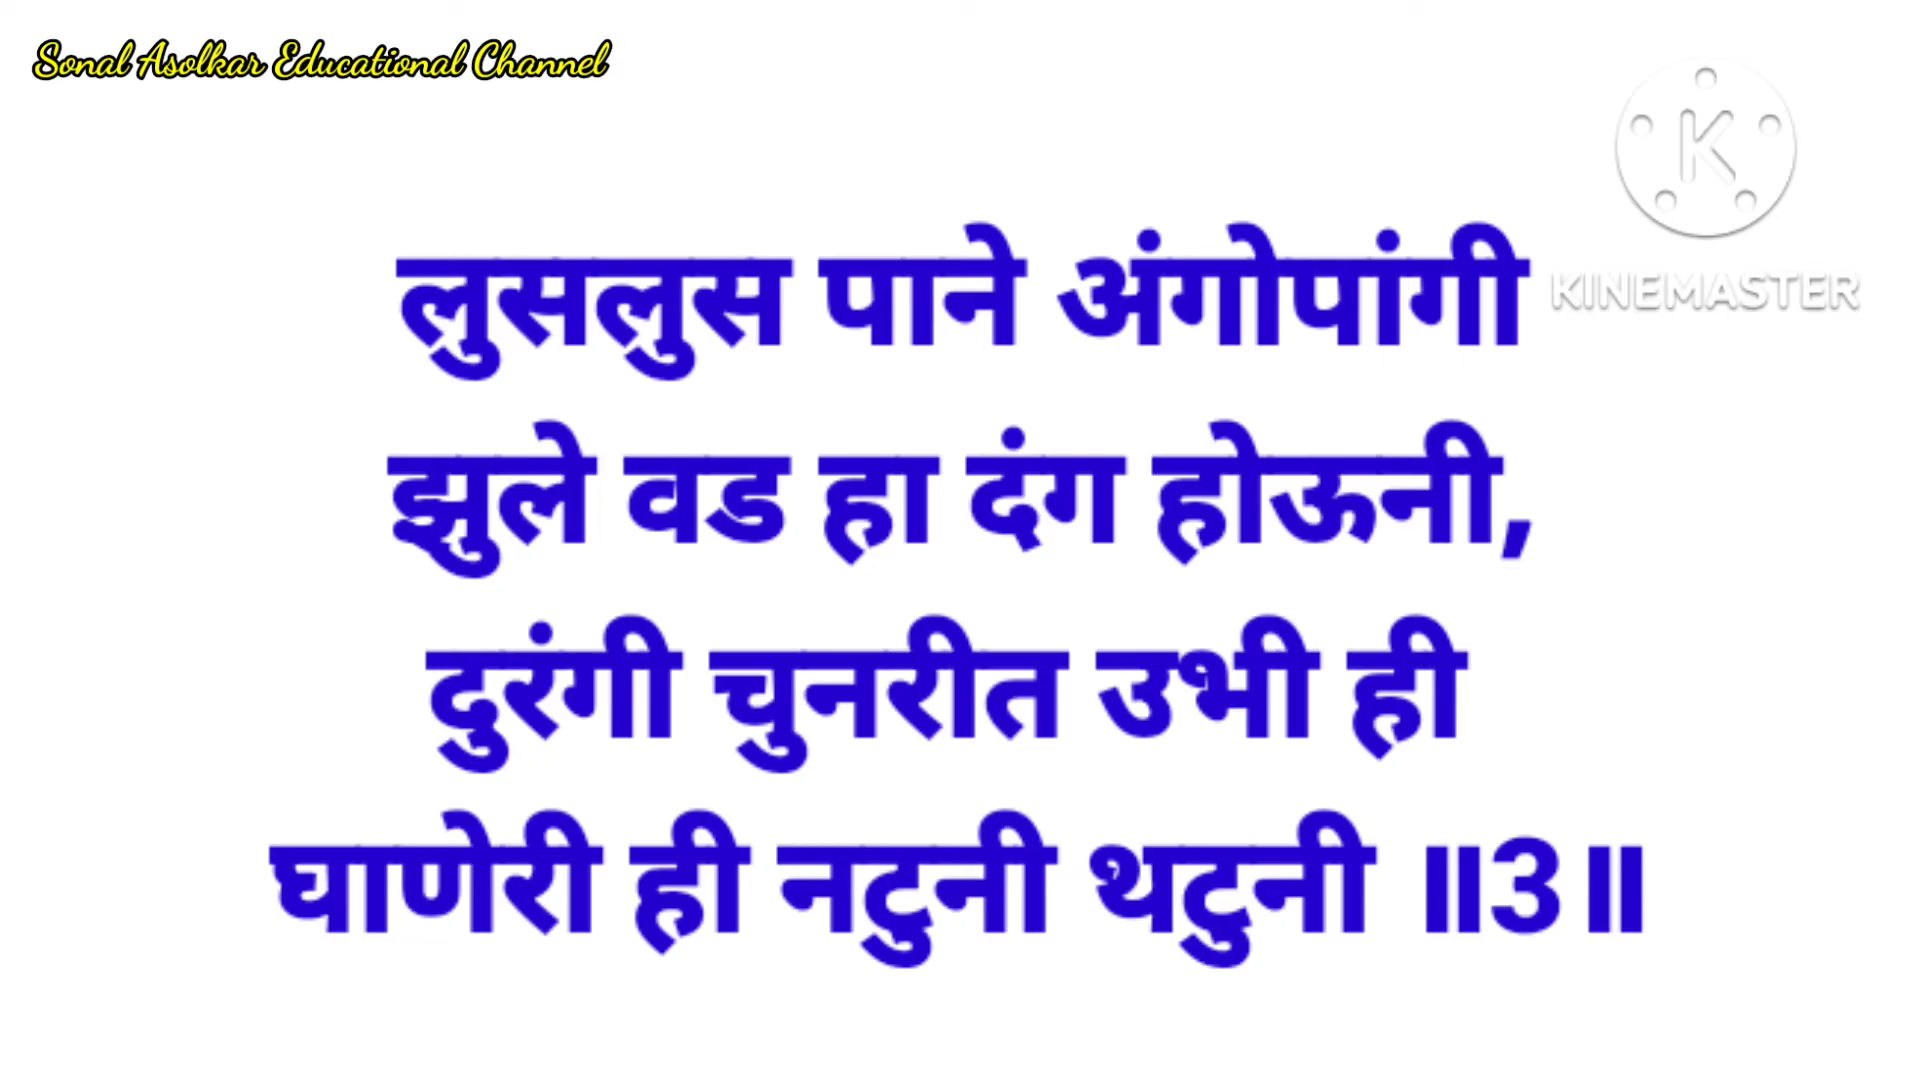 Sonal Asolkar Educational Channel
K
KINEMASTER
लुसलुस पाने अंगोपांगी
झुले वड हा दंग होऊनी,
दुरंगी चुनरीत उभी ही
घाणेरी ही नटुनी थटुनी ॥3॥